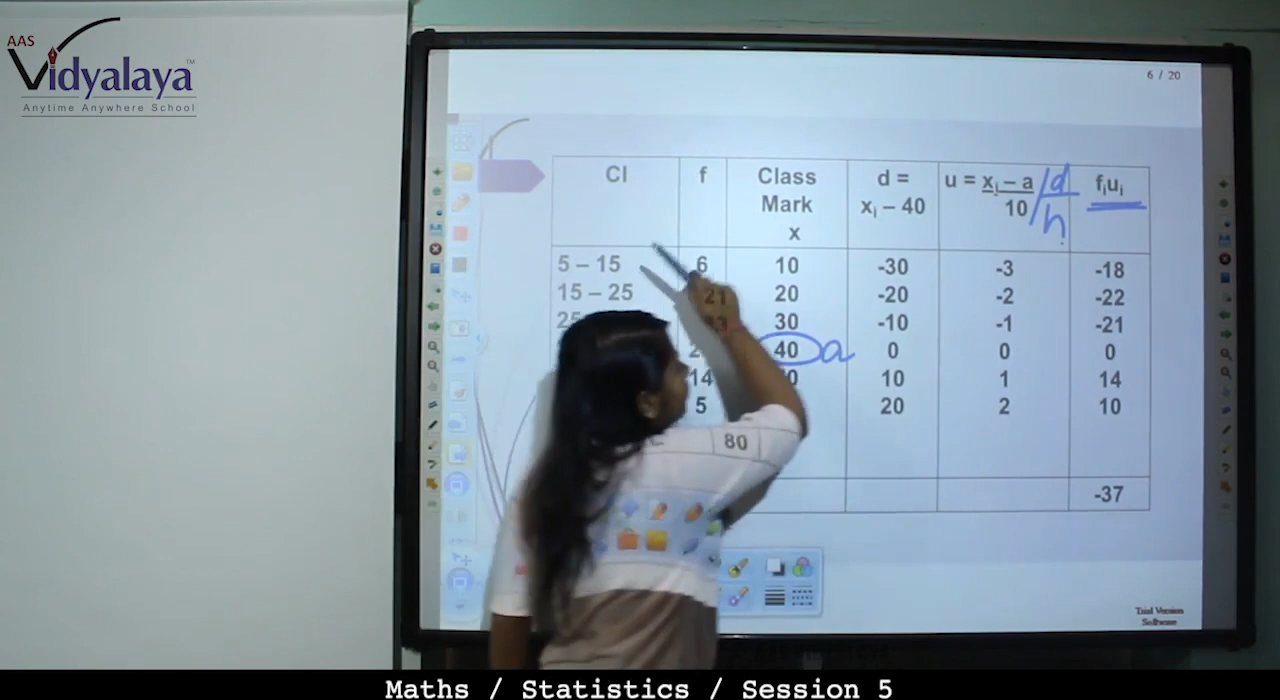 AAS
Vidyalaya
TM
Anytime Anywhere School
6 / 20
CI f Class Mark x d = xᵢ – 40 u = xᵢ – a / 10 d / h fᵢuᵢ
5 – 15 6 10 -30 -3 -18
15 – 25 20 -20 -2 -22
30 -10 -1 -21
40 a 0 0 0
14 10 1 14
5 20 2 10
80 -37
Trial Version
Software
Maths / Statistics / Session 5